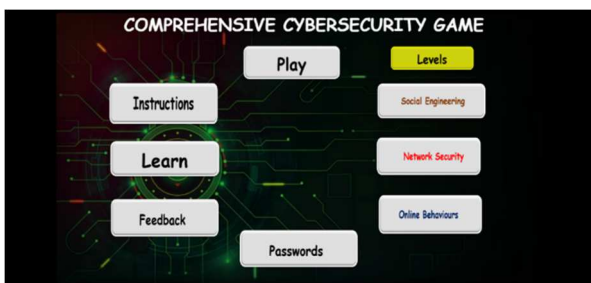 COMPREHENSIVE CYBERSECURITY GAME
Play
Levels
Instructions
Social Engineering
Learn
Network Security
Feedback
Online Behaviours
Passwords